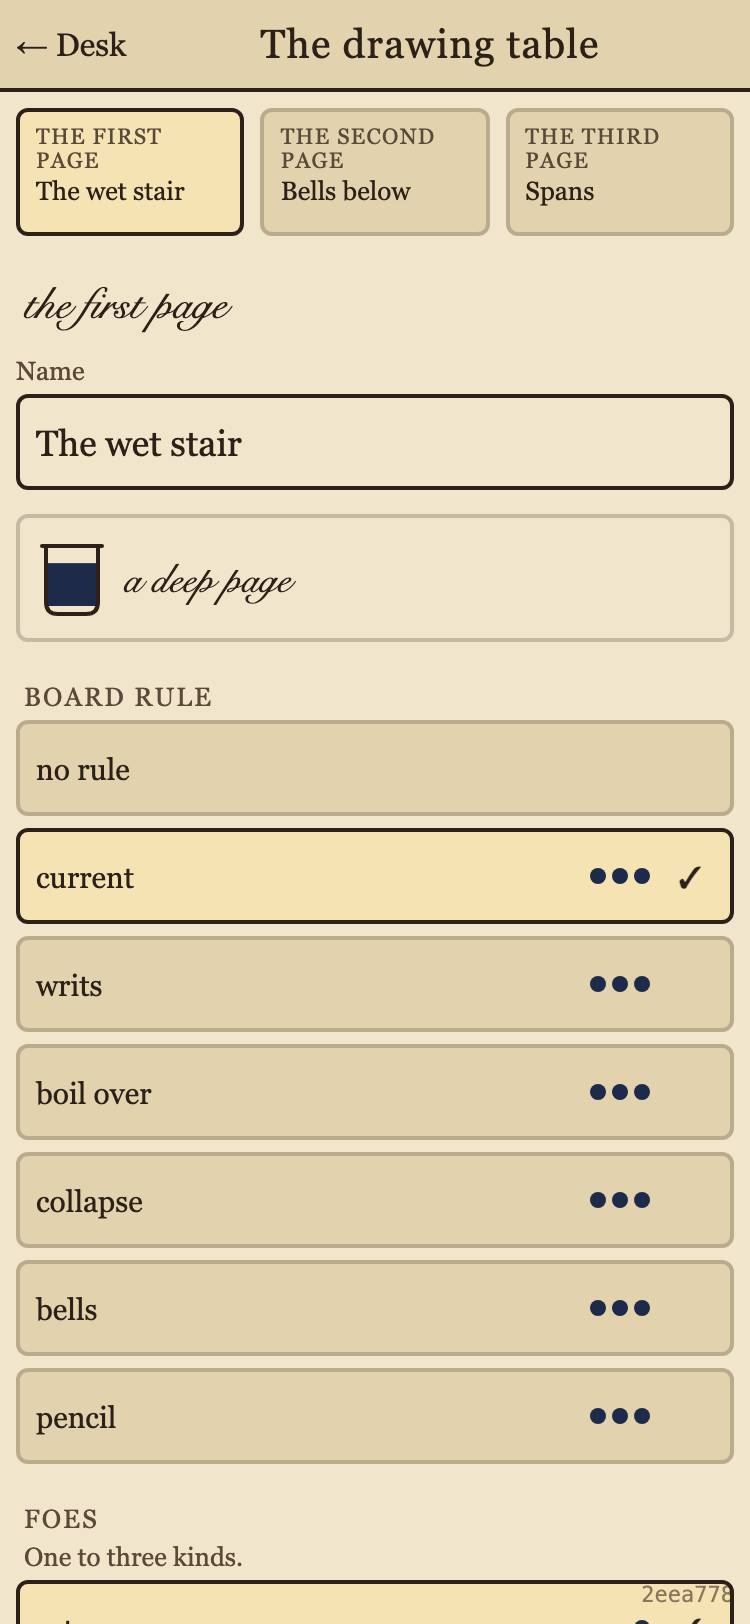 ← Desk
The drawing table
THE FIRST
PAGE
The wet stair
THE SECOND
PAGE
Bells below
THE THIRD
PAGE
Spans
the first page
Name
The wet stair
a deep page
BOARD RULE
no rule
current ✓
writs
boil over
collapse
bells
pencil
FOES
One to three kinds.
2eea778